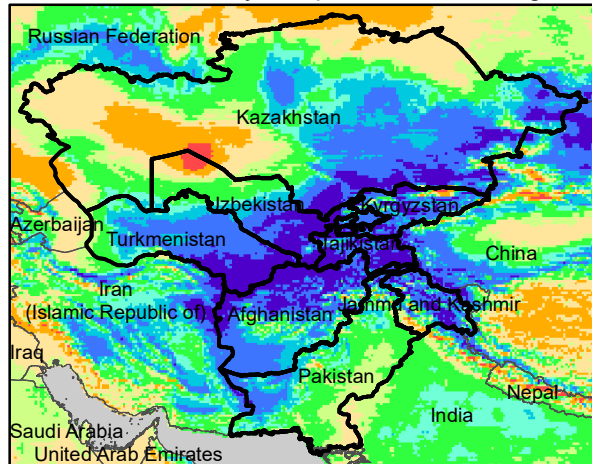 Russian Federation
Kazakhstan
Uzbekistan
Kyrgyzstan
Azerbaijan
Turkmenistan
Tajikistan
China
Iran
(Islamic Republic of)
Afghanistan
Jammu and Kashmir
Iraq
Pakistan
Nepal
India
Saudi Arabia
United Arab Emirates